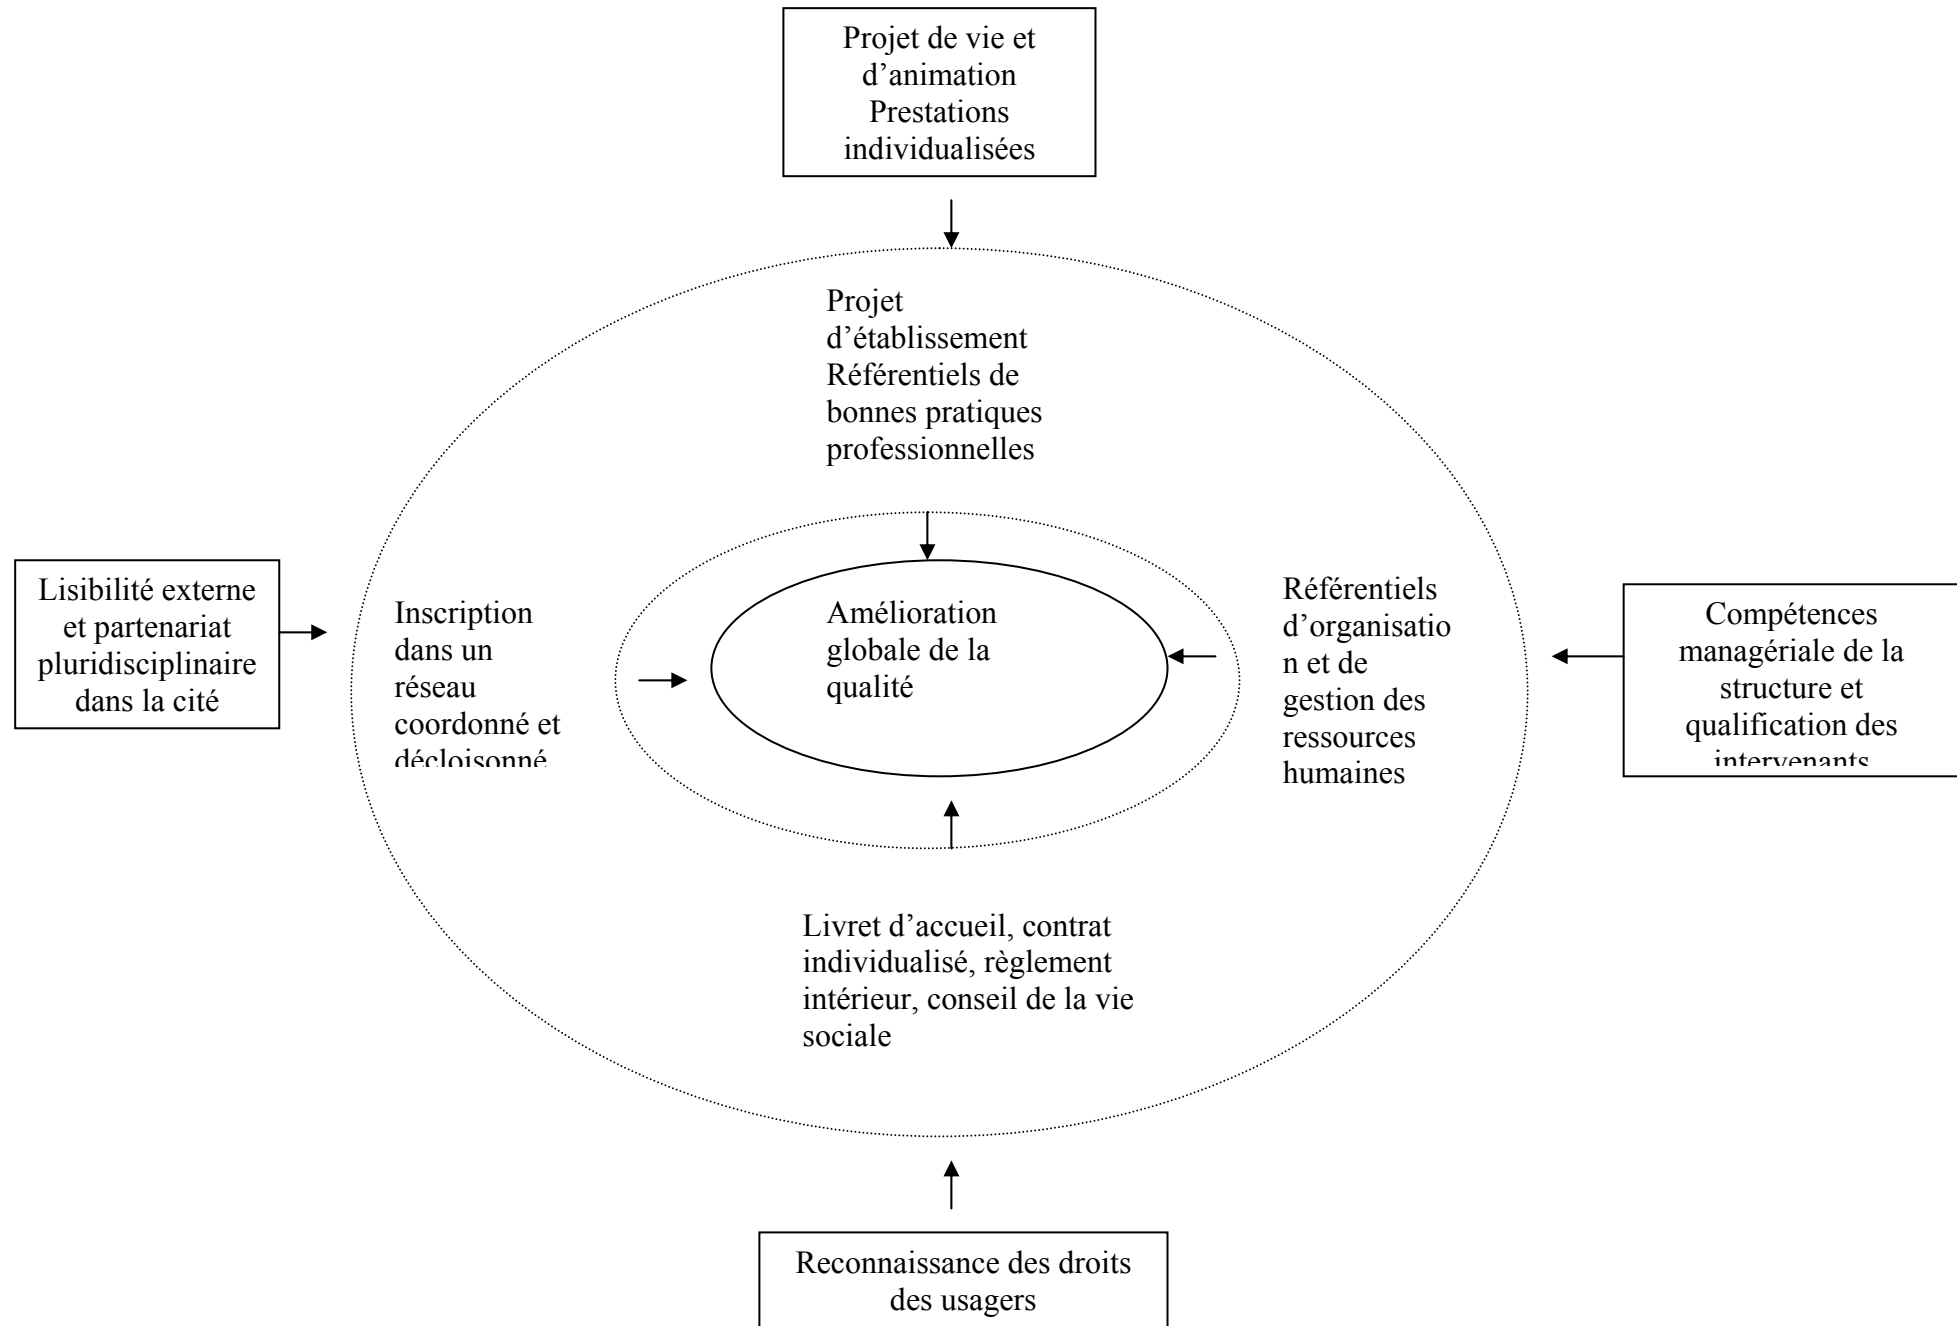 Projet de vie et
d’animation
Prestations
individualisées
Projet
d’établissement
Référentiels de
bonnes pratiques
professionnelles
Lisibilité externe
et partenariat
pluridisciplinaire
dans la cité
Inscription
dans un
réseau
coordonné et
décloisonné
Amélioration
globale de la
qualité
Référentiels
d’organisatio
n et de
gestion des
ressources
humaines
Compétences
managériale de la
structure et
qualification des
intervenants
Livret d’accueil, contrat
individualisé, règlement
intérieur, conseil de la vie
sociale
Reconnaissance des droits
des usagers